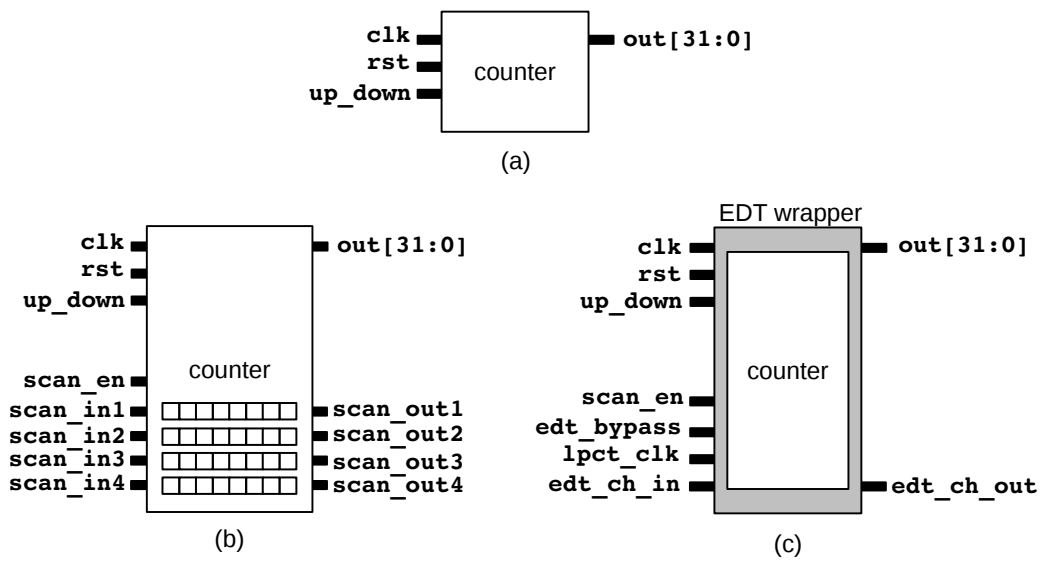 clk
out[31:0]
rst
counter
up_down
(a)
EDT wrapper
clk
out[31:0]
rst
up_down
counter
scan_en
scan_in1
scan_out1
scan_in2
scan_out2
scan_in3
scan_out3
scan_in4
scan_out4
(b)
clk
out[31:0]
rst
up_down
counter
scan_en
edt_bypass
lpct_clk
edt_ch_in
edt_ch_out
(c)